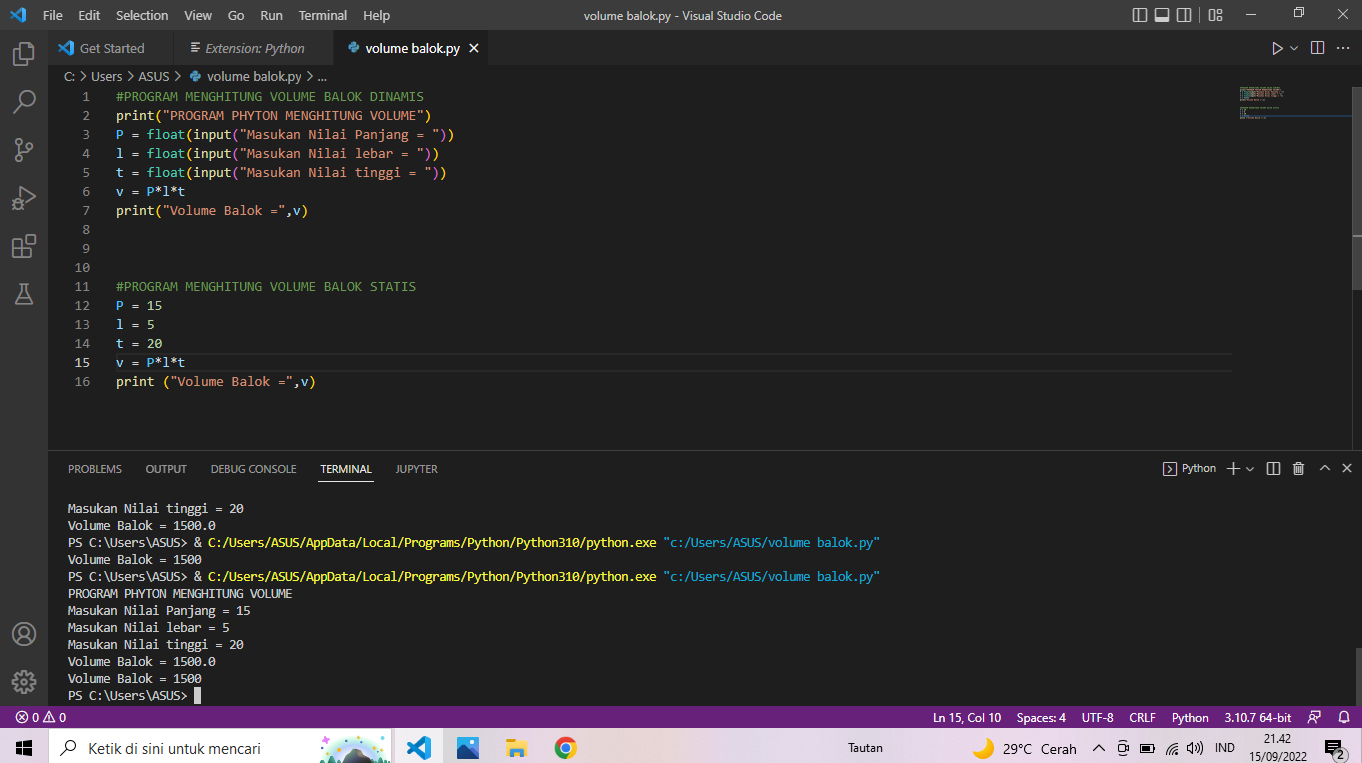 File Edit Selection View Go Run Terminal Help volume balok.py - Visual Studio Code
Get Started Extension: Python volume balok.py
C: > Users > ASUS > volume balok.py > ...
1 #PROGRAM MENGHITUNG VOLUME BALOK DINAMIS
2 print("PROGRAM PHYTON MENGHITUNG VOLUME")
3 P = float(input("Masukan Nilai Panjang = "))
4 l = float(input("Masukan Nilai lebar = "))
5 t = float(input("Masukan Nilai tinggi = "))
6 v = P*l*t
7 print("Volume Balok =",v)
8
9
10
11 #PROGRAM MENGHITUNG VOLUME BALOK STATIS
12 P = 15
13 l = 5
14 t = 20
15 v = P*l*t
16 print ("Volume Balok =",v)
PROBLEMS OUTPUT DEBUG CONSOLE TERMINAL JUPYTER Python
Masukan Nilai tinggi = 20
Volume Balok = 1500.0
PS C:\Users\ASUS> & C:/Users/ASUS/AppData/Local/Programs/Python/Python310/python.exe "c:/Users/ASUS/volume balok.py"
Volume Balok = 1500
PS C:\Users\ASUS> & C:/Users/ASUS/AppData/Local/Programs/Python/Python310/python.exe "c:/Users/ASUS/volume balok.py"
PROGRAM PHYTON MENGHITUNG VOLUME
Masukan Nilai Panjang = 15
Masukan Nilai lebar = 5
Masukan Nilai tinggi = 20
Volume Balok = 1500.0
Volume Balok = 1500
PS C:\Users\ASUS>
0 0 Ln 15, Col 10 Spaces: 4 UTF-8 CRLF Python 3.10.7 64-bit
Ketik di sini untuk mencari Tautan 29°C Cerah IND 21.42
15/09/2022 2